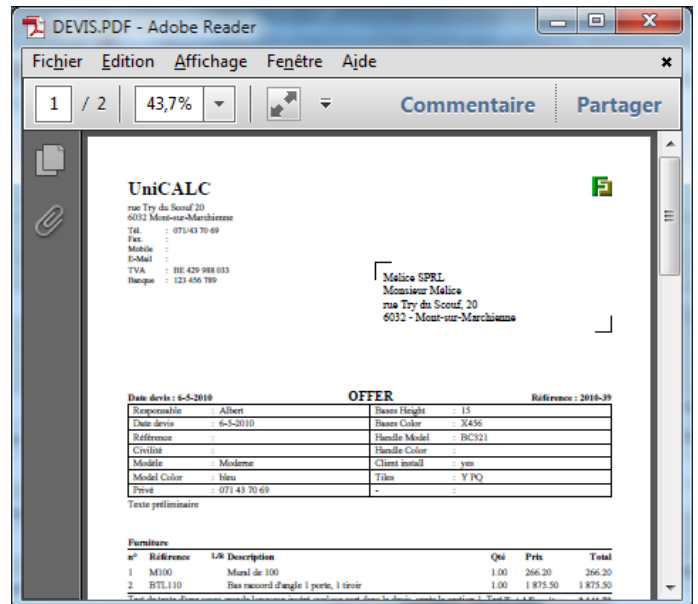 DEVIS.PDF - Adobe Reader
Fichier Edition Affichage Fenêtre Aide
1 / 2 43,7% Commentaire Partager
UniCALC
rue Try du Scouf 20
6032 Mont-sur-Marchienne
Tél. : 071/43 70 69
Fax. :
Mobile :
E-Mail :
TVA : BE 429 988 033
Banque : 123 456 789
Mélice SPRL
Monsieur Mélice
rue Try du Scouf, 20
6032 - Mont-sur-Marchienne
Date devis : 6-5-2010 OFFER Référence : 2010-39
Responsable : Albert Bases Height : 15
Date devis : 6-5-2010 Bases Color : X456
Référence : Handle Model : BC321
Civilité : Handle Color :
Modèle : Moderne Client install : yes
Model Color : bleu Tiles : Y PQ
Privé : 071 43 70 69 - :
Texte préliminaire
Furniture
n° Référence L/R Description Qté Prix Total
1 M100 Mural de 100 1.00 266.20 266.20
2 BTL110 Bas raccord d'angle 1 porte, 1 tiroir 1.00 1 875.50 1 875.50